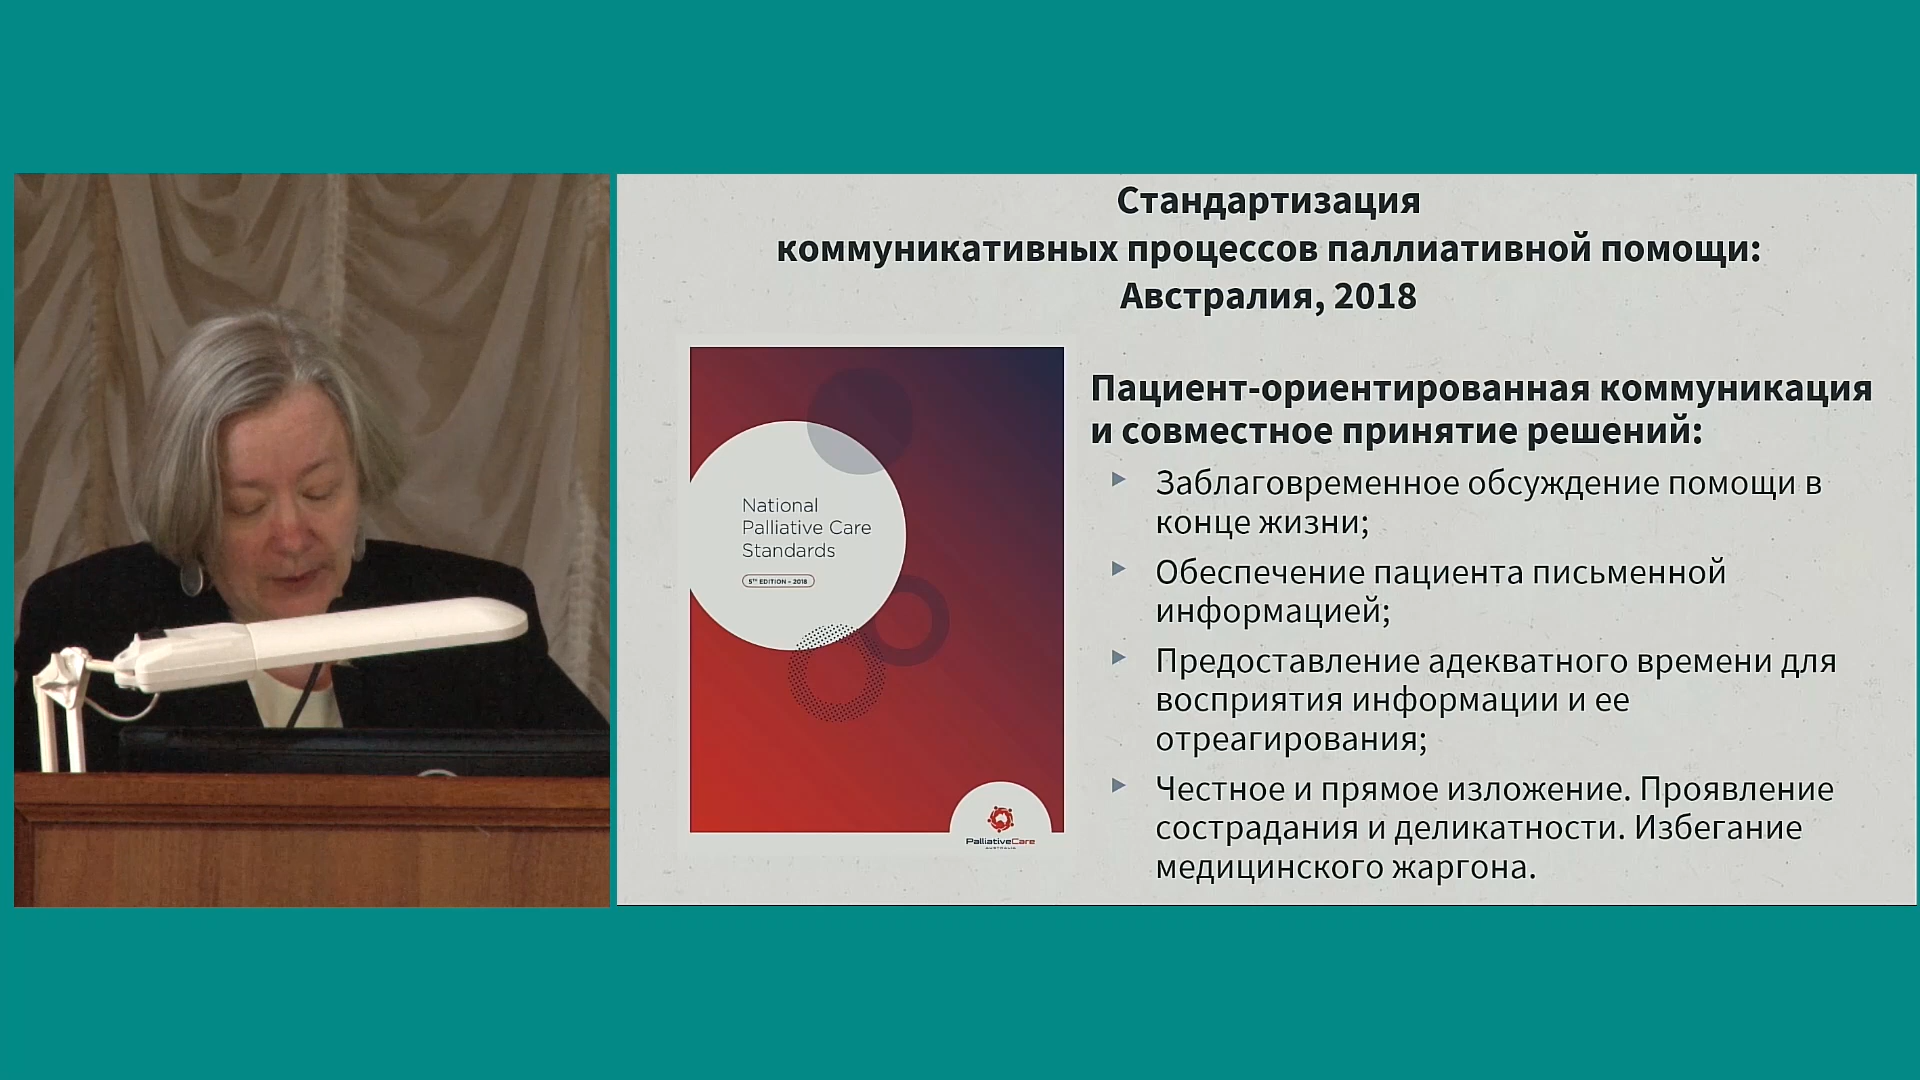 Стандартизация
коммуникативных процессов паллиативной помощи:
Австралия, 2018
National
Palliative Care
Standards
5TH EDITION – 2018
PalliativeCare
AUSTRALIA
Пациент-ориентированная коммуникация
и совместное принятие решений:
Заблаговременное обсуждение помощи в
конце жизни;
Обеспечение пациента письменной
информацией;
Предоставление адекватного времени для
восприятия информации и ее
отреагирования;
Честное и прямое изложение. Проявление
сострадания и деликатности. Избегание
медицинского жаргона.